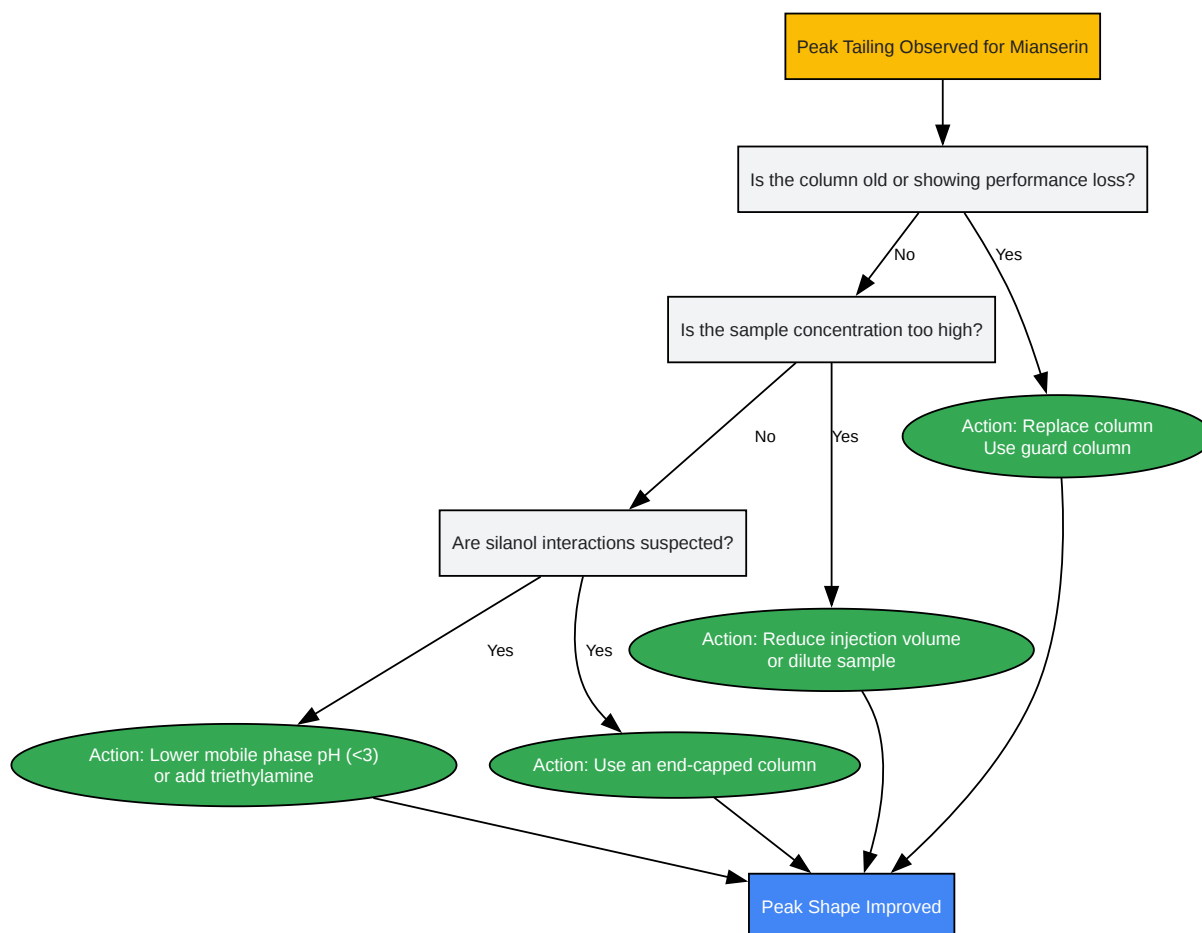 Peak Tailing Observed for Mianserin
Is the column old or showing performance loss?
No
Yes
Is the sample concentration too high?
Action: Replace column
Use guard column
No
Yes
Are silanol interactions suspected?
Action: Reduce injection volume
or dilute sample
Yes
Yes
Action: Lower mobile phase pH (<3)
or add triethylamine
Action: Use an end-capped column
Peak Shape Improved